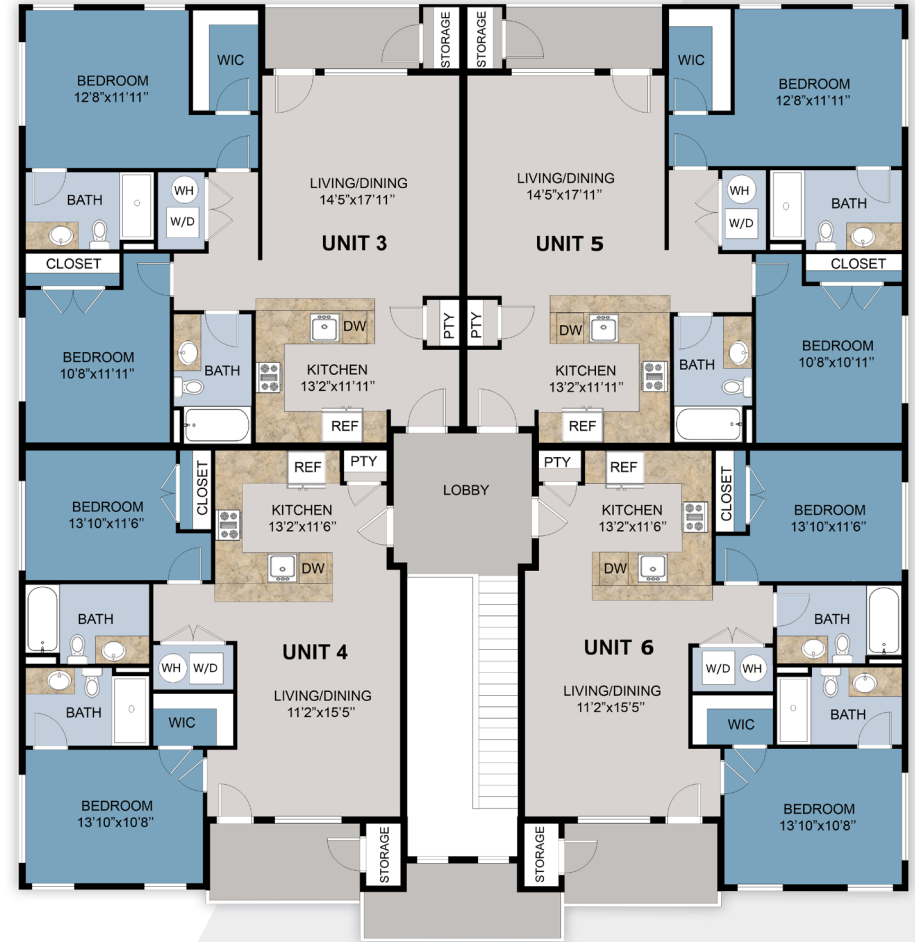 BEDROOM
12'8"x11'11"
WIC
STORAGE
STORAGE
WIC
BEDROOM
12'8"x11'11"
LIVING/DINING
14'5"x17'11"
UNIT 3
LIVING/DINING
14'5"x17'11"
UNIT 5
BATH
WH
W/D
WH
W/D
BATH
CLOSET
CLOSET
BEDROOM
10'8"x11'11"
BATH
DW
KITCHEN
13'2"x11'11"
REF
PTY
PTY
DW
KITCHEN
13'2"x11'11"
REF
BATH
BEDROOM
10'8"x10'11"
BEDROOM
13'10"x11'6"
CLOSET
REF
PTY
KITCHEN
13'2"x11'6"
DW
LOBBY
PTY
REF
KITCHEN
13'2"x11'6"
DW
CLOSET
BEDROOM
13'10"x11'6"
BATH
UNIT 4
WH
W/D
LIVING/DINING
11'2"x15'5"
BATH
WIC
UNIT 6
LIVING/DINING
11'2"x15'5"
BATH
W/D
WH
WIC
BATH
BEDROOM
13'10"x10'8"
STORAGE
STORAGE
BEDROOM
13'10"x10'8"